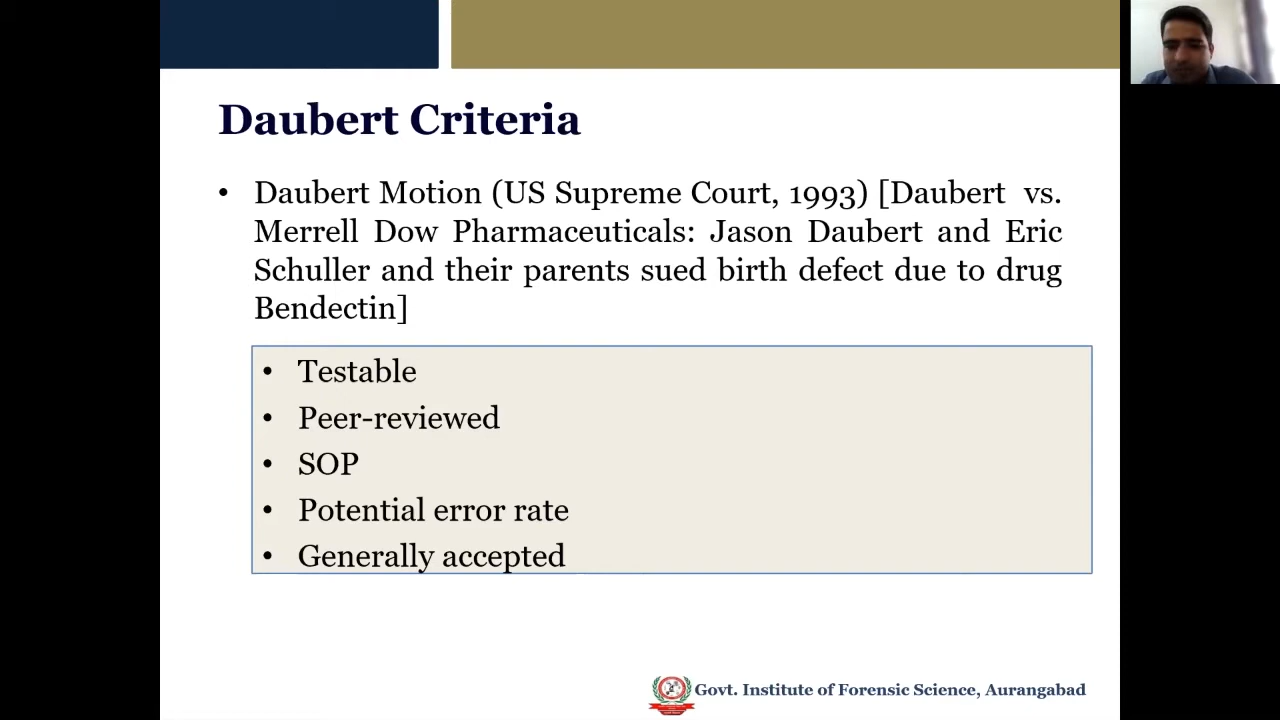 Daubert Criteria
• Daubert Motion (US Supreme Court, 1993) [Daubert vs.
Merrell Dow Pharmaceuticals: Jason Daubert and Eric
Schuller and their parents sued birth defect due to drug
Bendectin]
• Testable
• Peer-reviewed
• SOP
• Potential error rate
• Generally accepted
Govt. Institute of Forensic Science, Aurangabad